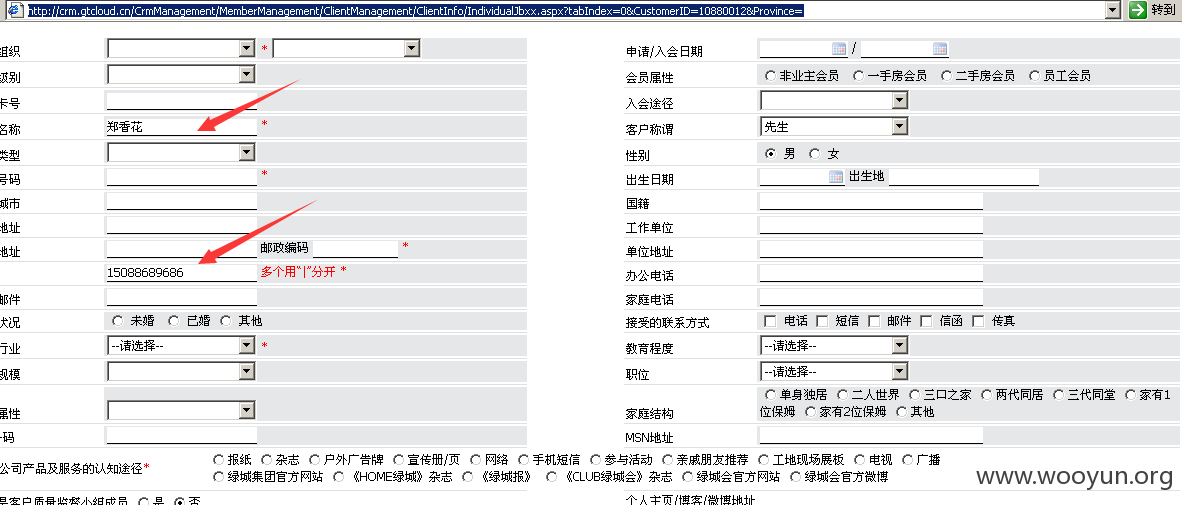 http://crm.gtcloud.cn/CrmManagement/MemberManagement/ClientManagement/ClientInfo/IndividualJbxx.aspx?tabIndex=0&CustomerID=10880012&Province= 转到
组织 * 申请/入会日期 /
级别 会员属性 非业主会员 一手房会员 二手房会员 员工会员
卡号 入会途径
名称 郑香花 * 客户称谓 先生
类型 性别 男 女
号码 * 出生日期 出生地
城市 国籍
地址 工作单位
地址 邮政编码 * 单位地址
15088689686 多个用“|”分开 * 办公电话
邮件 家庭电话
状况 未婚 已婚 其他 接受的联系方式 电话 短信 邮件 信函 传真
行业 --请选择-- * 教育程度 --请选择--
规模 职位 --请选择--
属性 家庭结构 单身独居 二人世界 三口之家 两代同居 三代同堂 家有1
位保姆 家有2位保姆 其他
码 MSN地址
公司产品及服务的认知途径* 报纸 杂志 户外广告牌 宣传册/页 网络 手机短信 参与活动 亲戚朋友推荐 工地现场展板 电视 广播
绿城集团官方网站 《HOME绿城》杂志 《绿城报》 《CLUB绿城会》杂志 绿城会官方网站 绿城会官方微博
是客户质量监督小组成员 是 否 个人主页/博客/微博地址
www.wooyun.org